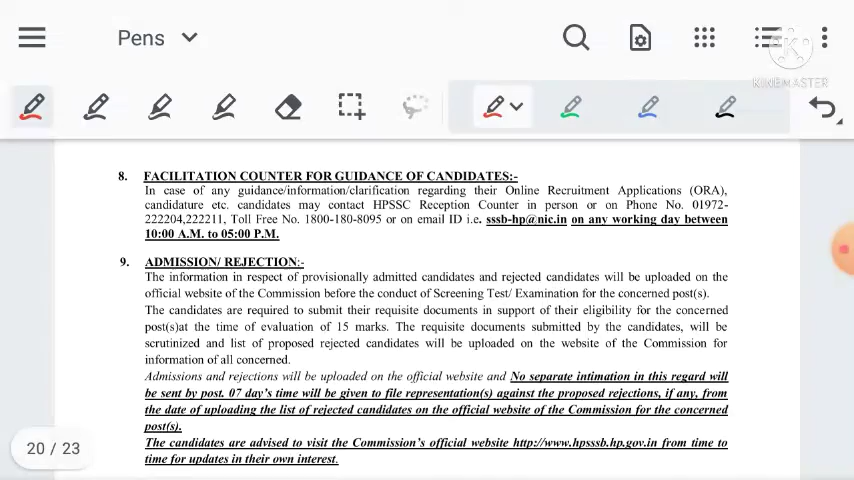 Pens
KINEMASTER
8. FACILITATION COUNTER FOR GUIDANCE OF CANDIDATES:-
In case of any guidance/information/clarification regarding their Online Recruitment Applications (ORA),
candidature etc. candidates may contact HPSSC Reception Counter in person or on Phone No. 01972-
222204,222211, Toll Free No. 1800-180-8095 or on email ID i.e. sssb-hp@nic.in on any working day between
10:00 A.M. to 05:00 P.M.
9. ADMISSION/ REJECTION:-
The information in respect of provisionally admitted candidates and rejected candidates will be uploaded on the
official website of the Commission before the conduct of Screening Test/ Examination for the concerned post(s).
The candidates are required to submit their requisite documents in support of their eligibility for the concerned
post(s)at the time of evaluation of 15 marks. The requisite documents submitted by the candidates, will be
scrutinized and list of proposed rejected candidates will be uploaded on the website of the Commission for
information of all concerned.
Admissions and rejections will be uploaded on the official website and No separate intimation in this regard will
be sent by post. 07 day's time will be given to file representation(s) against the proposed rejections, if any, from
the date of uploading the list of rejected candidates on the official website of the Commission for the concerned
post(s).
The candidates are advised to visit the Commission's official website http://www.hpsssb.hp.gov.in from time to
time for updates in their own interest.
20 / 23